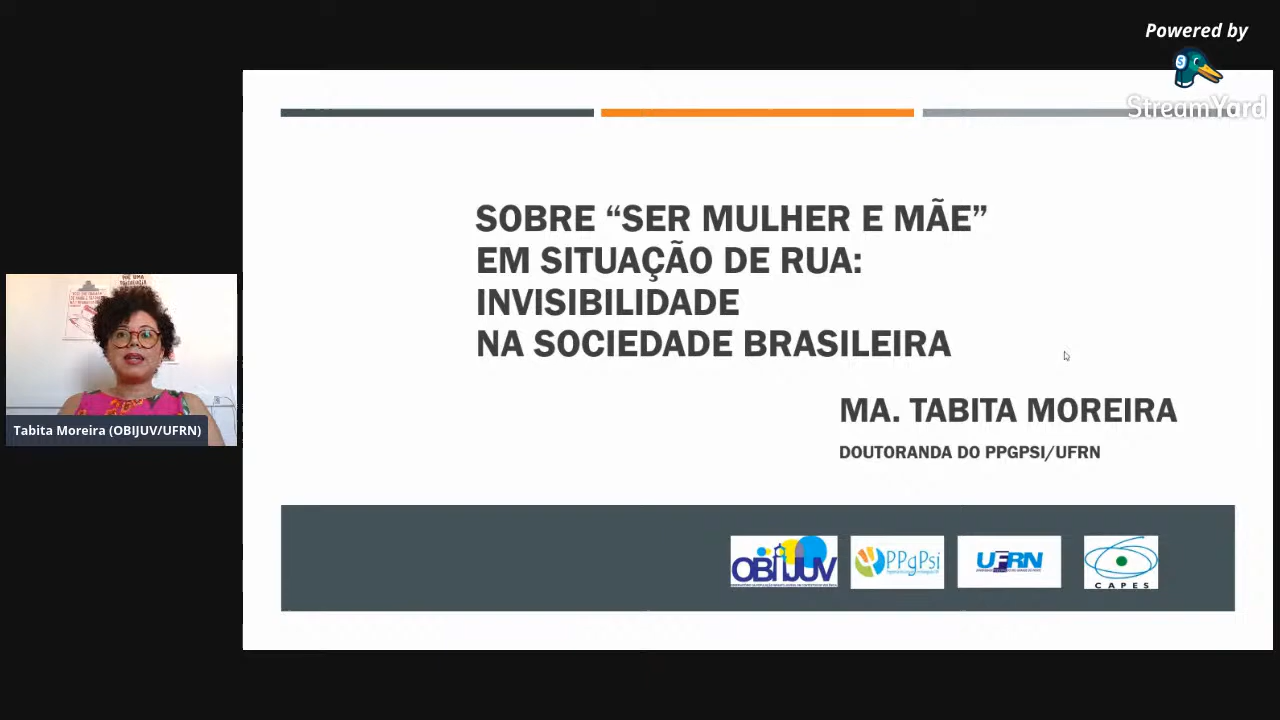 Powered by
StreamYard
SOBRE “SER MULHER E MÃE”
EM SITUAÇÃO DE RUA:
INVISIBILIDADE
NA SOCIEDADE BRASILEIRA
MA. TABITA MOREIRA
DOUTORANDA DO PPGPSI/UFRN
Tabita Moreira (OBIJUV/UFRN)
OBIJUV
PPgPsi
UFRN
CAPES